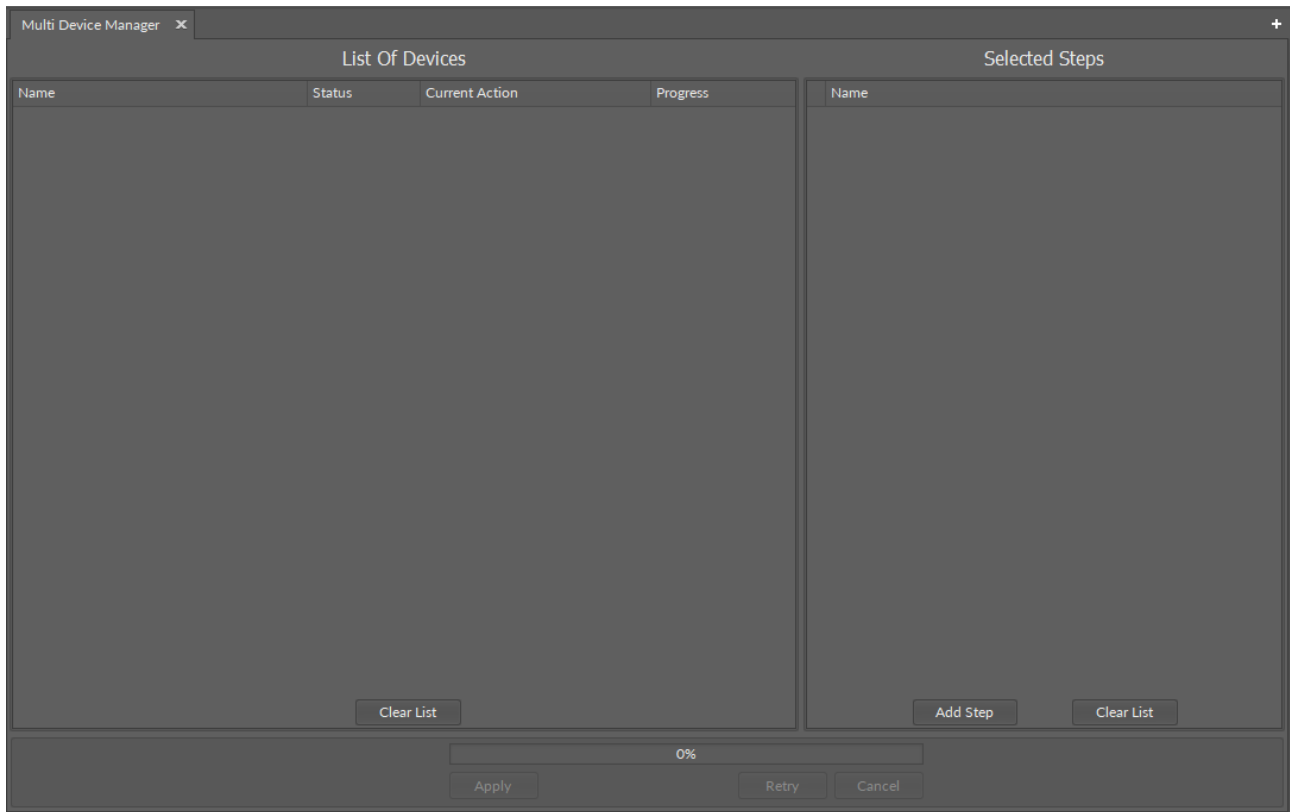 Multi Device Manager
List Of Devices
Selected Steps
Name Status Current Action Progress
Name
Clear List
Add Step Clear List
0%
Apply Retry Cancel